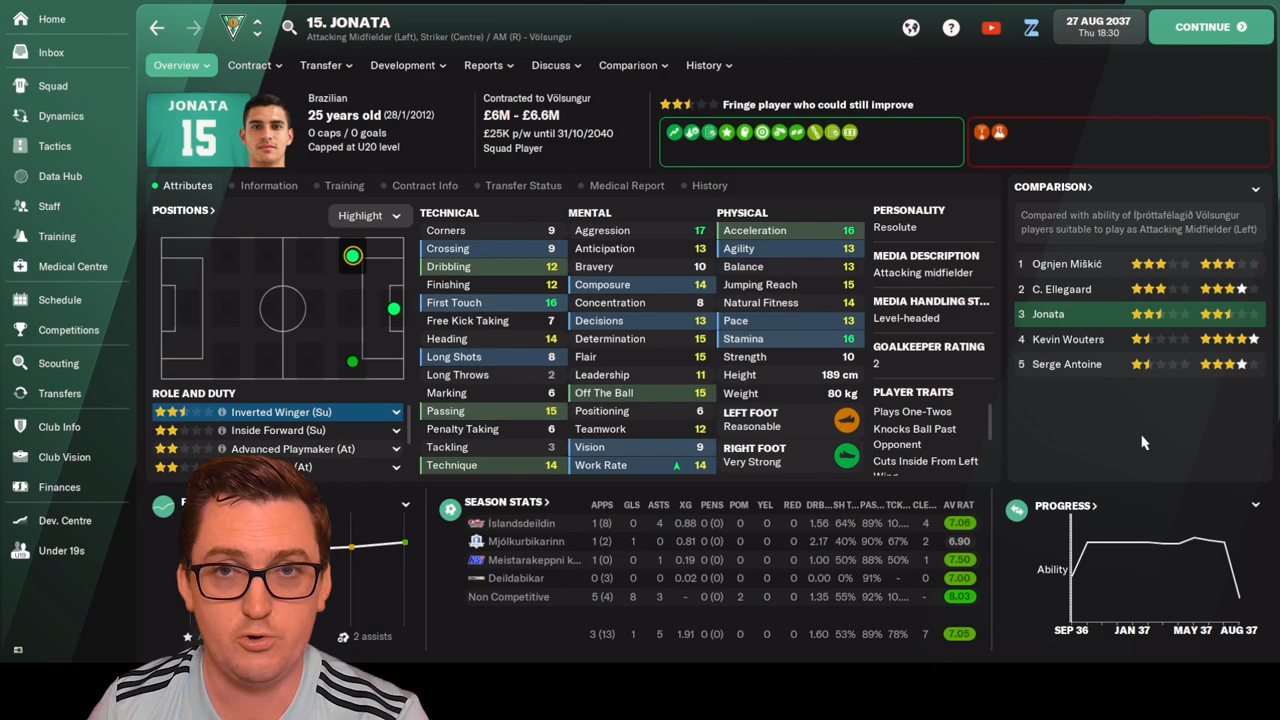 Home
Inbox
Squad
Dynamics
Tactics
Data Hub
Staff
Training
Medical Centre
Schedule
Competitions
Scouting
Transfers
Club Info
Club Vision
Finances
Dev. Centre
Under 19s
15. JONATA
Attacking Midfielder (Left), Striker (Centre) / AM (R) - Völsungur
27 AUG 2037
Thu 18:30
CONTINUE
Overview
Contract
Transfer
Development
Reports
Discuss
Comparison
History
JONATA
15
Brazilian
25 years old (28/1/2012)
0 caps / 0 goals
Capped at U20 level
Contracted to Völsungur
£6M - £6.6M
£25K p/w until 31/10/2040
Squad Player
Fringe player who could still improve
Attributes
Information
Training
Contract Info
Transfer Status
Medical Report
History
POSITIONS>
Highlight
ROLE AND DUTY
Inverted Winger (Su)
Inside Forward (Su)
Advanced Playmaker (At)
(At)
TECHNICAL
Corners 9
Crossing 9
Dribbling 12
Finishing 12
First Touch 16
Free Kick Taking 7
Heading 14
Long Shots 8
Long Throws 2
Marking 6
Passing 15
Penalty Taking 6
Tackling 3
Technique 14
MENTAL
Aggression 17
Anticipation 13
Bravery 10
Composure 14
Concentration 8
Decisions 13
Determination 15
Flair 15
Leadership 11
Off The Ball 15
Positioning 6
Teamwork 12
Vision 9
Work Rate 14
PHYSICAL
Acceleration 16
Agility 13
Balance 13
Jumping Reach 15
Natural Fitness 14
Pace 13
Stamina 16
Strength 10
Height 189 cm
Weight 80 kg
LEFT FOOT
Reasonable
RIGHT FOOT
Very Strong
PERSONALITY
Resolute
MEDIA DESCRIPTION
Attacking midfielder
MEDIA HANDLING ST...
Level-headed
GOALKEEPER RATING
2
PLAYER TRAITS
Plays One-Twos
Knocks Ball Past
Opponent
Cuts Inside From Left
COMPARISON>
Compared with ability of Íþróttafélagið Völsungur
players suitable to play as Attacking Midfielder (Left)
1 Ognjen Miškić
2 C. Ellegaard
3 Jonata
4 Kevin Wouters
5 Serge Antoine
2 assists
SEASON STATS>
APPS GLS ASTS XG PENS POM YEL RED DRB... SH T... PAS... TCK... CLE... AV RAT
Íslandsdeildin 1 (8) 0 4 0.88 0 (0) 0 0 0 1.56 64% 89% 10.... 4 7.06
Mjólkurbikarinn 1 (2) 1 0 0.81 0 (0) 0 0 0 2.17 40% 90% 67% 2 6.90
Meistarakeppni k... 1 (0) 0 1 0.19 0 (0) 0 0 0 1.00 50% 88% 50% 1 7.50
Deildabikar 0 (3) 0 0 0.02 0 (0) 0 0 0 0.00 0% 91% - 0 7.00
Non Competitive 5 (4) 8 3 - 0 (0) 2 0 0 1.35 55% 92% 10.... - 8.03
3 (13) 1 5 1.91 0 (0) 0 0 0 1.60 53% 89% 78% 7 7.05
PROGRESS>
Ability
SEP 36 JAN 37 MAY 37 AUG 37